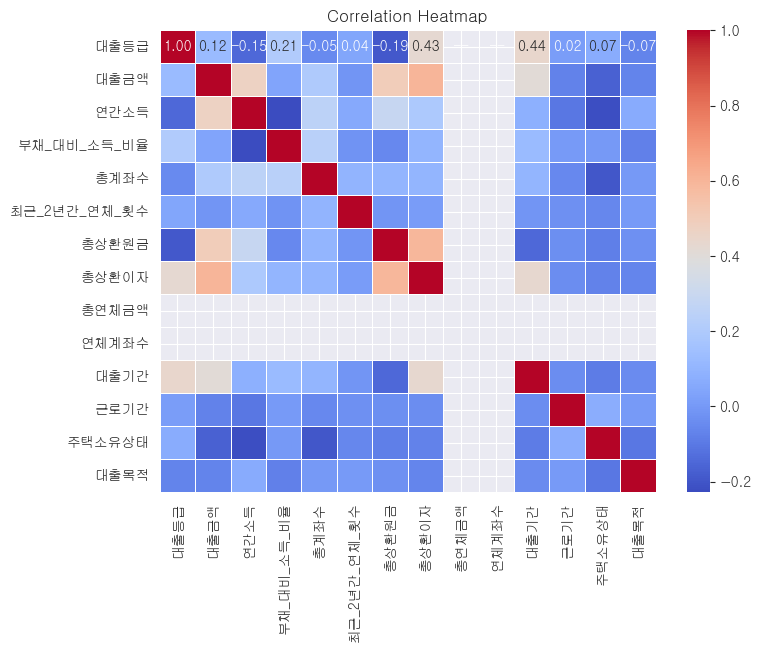 Correlation Heatmap
대출등급 1.00 0.12 −0.15 0.21 −0.05 0.04 −0.19 0.43 0.44 0.02 0.07 −0.07
대출금액
연간소득
부채_대비_소득_비율
총계좌수
최근_2년간_연체_횟수
총상환원금
총상환이자
총연체금액
연체계좌수
대출기간
근로기간
주택소유상태
대출목적
대출등급 대출금액 연간소득 부채_대비_소득_비율 총계좌수 최근_2년간_연체_횟수 총상환원금 총상환이자 총연체금액 연체계좌수 대출기간 근로기간 주택소유상태 대출목적
1.0
0.8
0.6
0.4
0.2
0.0
−0.2